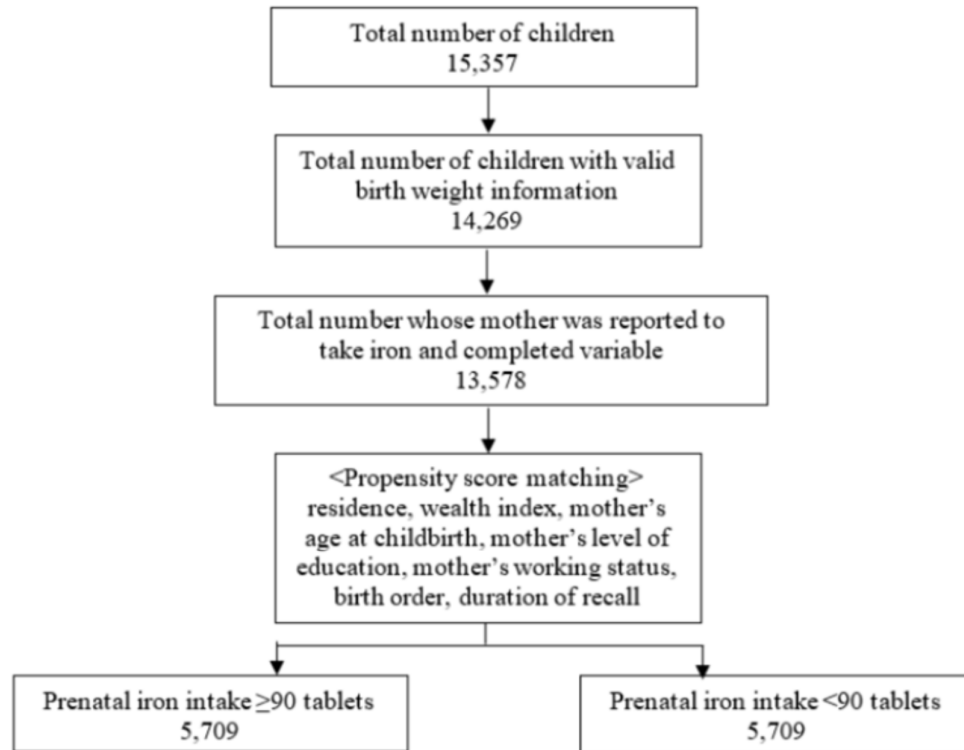 Total number of children
15,357
Total number of children with valid
birth weight information
14,269
Total number whose mother was reported to
take iron and completed variable
13,578
<Propensity score matching>
residence, wealth index, mother's
age at childbirth, mother's level of
education, mother's working status,
birth order, duration of recall
Prenatal iron intake ≥90 tablets
5,709
Prenatal iron intake <90 tablets
5,709